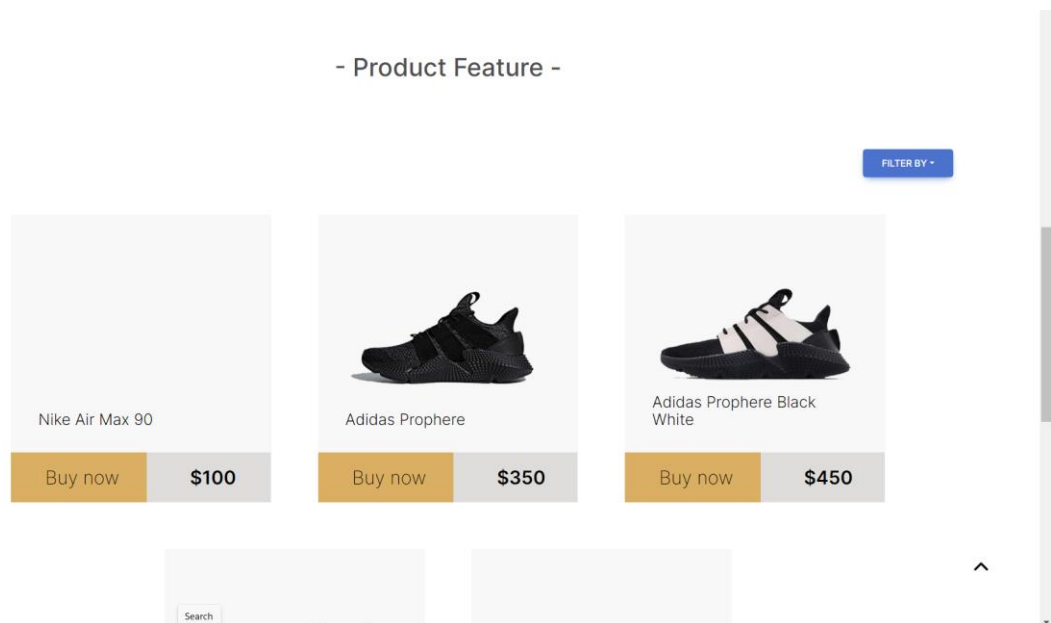 - Product Feature -
FILTER BY
Nike Air Max 90
Adidas Prophere
Adidas Prophere Black
White
Buy now
$100
Buy now
$350
Buy now
$450
Search